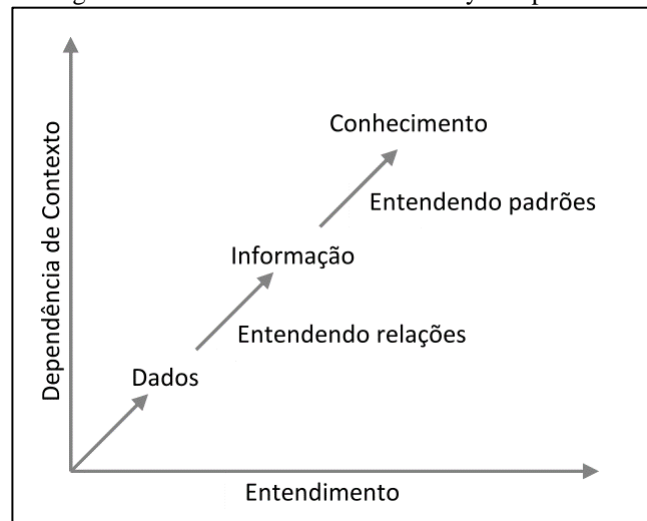 Conhecimento
Entendendo padrões
Informação
Entendendo relações
Dados
Dependência de Contexto
Entendimento